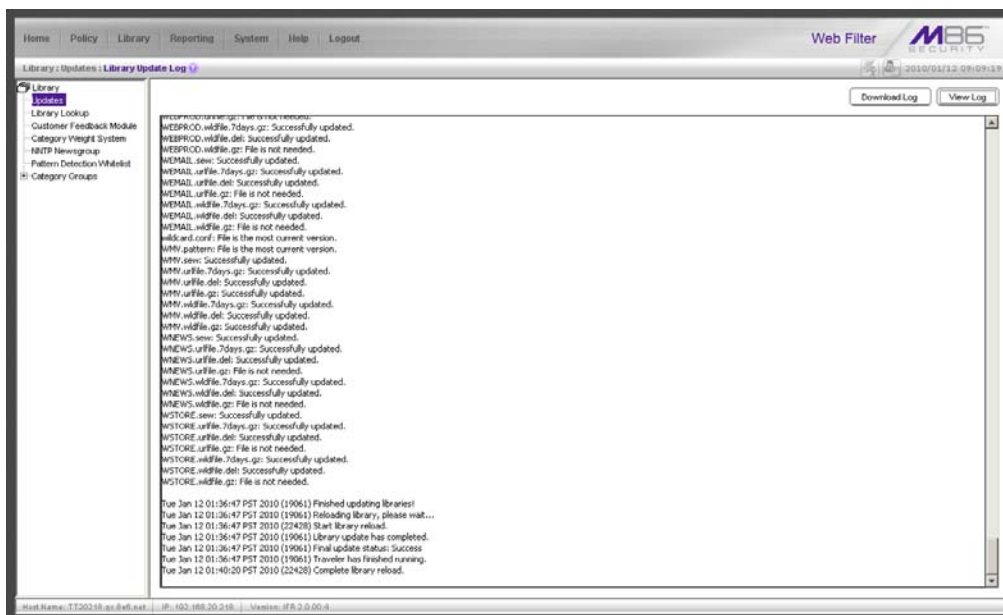 Home Policy Library Reporting System Help Logout
Web Filter
M86
SECURITY
Library : Updates : Library Update Log
2010/01/12 09:09:19
Library
Updates
Library Lookup
Customer Feedback Module
Category Weight System
NNTP Newsgroup
Pattern Detection Whitelist
Category Groups
Download Log
View Log
WEBPROD.urlfile.gz: File is not needed.
WEBPROD.wldfile.7days.gz: Successfully updated.
WEBPROD.wldfile.del: Successfully updated.
WEBPROD.wldfile.gz: File is not needed.
WEMAIL.sew: Successfully updated.
WEMAIL.urlfile.7days.gz: Successfully updated.
WEMAIL.urlfile.del: Successfully updated.
WEMAIL.urlfile.gz: File is not needed.
WEMAIL.wldfile.7days.gz: Successfully updated.
WEMAIL.wldfile.del: Successfully updated.
WEMAIL.wldfile.gz: File is not needed.
wildcard.conf: File is the most current version.
WMV.pattern: File is the most current version.
WMV.sew: Successfully updated.
WMV.urlfile.7days.gz: Successfully updated.
WMV.urlfile.del: Successfully updated.
WMV.urlfile.gz: Successfully updated.
WMV.wldfile.7days.gz: Successfully updated.
WMV.wldfile.del: Successfully updated.
WMV.wldfile.gz: Successfully updated.
WNEWS.sew: Successfully updated.
WNEWS.urlfile.7days.gz: Successfully updated.
WNEWS.urlfile.del: Successfully updated.
WNEWS.urlfile.gz: File is not needed.
WNEWS.wldfile.7days.gz: Successfully updated.
WNEWS.wldfile.del: Successfully updated.
WNEWS.wldfile.gz: File is not needed.
WSTORE.sew: Successfully updated.
WSTORE.urlfile.7days.gz: Successfully updated.
WSTORE.urlfile.del: Successfully updated.
WSTORE.urlfile.gz: File is not needed.
WSTORE.wldfile.7days.gz: Successfully updated.
WSTORE.wldfile.del: Successfully updated.
WSTORE.wldfile.gz: File is not needed.
Tue Jan 12 01:36:47 PST 2010 (19061) Finished updating libraries!
Tue Jan 12 01:36:47 PST 2010 (19061) Reloading library, please wait...
Tue Jan 12 01:36:47 PST 2010 (22428) Start library reload.
Tue Jan 12 01:36:47 PST 2010 (19061) Library update has completed.
Tue Jan 12 01:36:47 PST 2010 (19061) Final update status: Success
Tue Jan 12 01:36:47 PST 2010 (19061) Traveler has finished running.
Tue Jan 12 01:40:20 PST 2010 (22428) Complete library reload.
Host Name: IP: Version: IFR 2.0.00.4